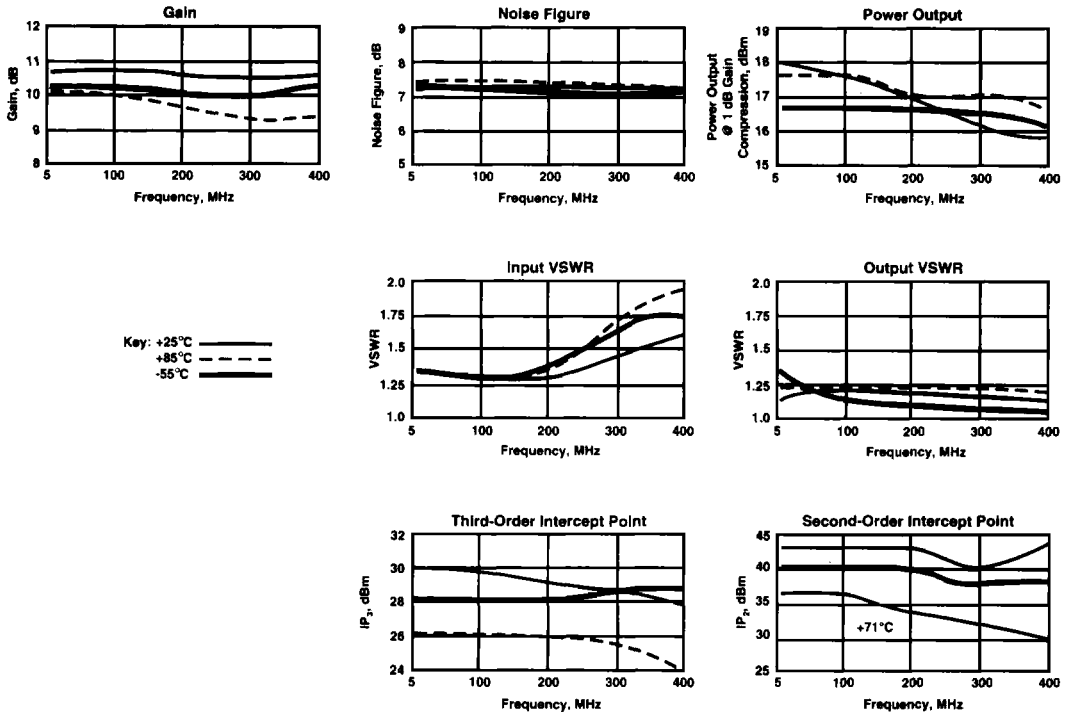 Gain
Gain, dB
12
11
10
9
8
5 100 200 300 400
Frequency, MHz
Noise Figure
Noise Figure, dB
9
8
7
6
5
5 100 200 300 400
Frequency, MHz
Power Output
Power Output
@ 1 dB Gain
Compression, dBm
19
18
17
16
15
5 100 200 300 400
Frequency, MHz
Key: +25°C
+85°C
-55°C
Input VSWR
VSWR
2.0
1.75
1.5
1.25
1.0
5 100 200 300 400
Frequency, MHz
Output VSWR
VSWR
2.0
1.75
1.5
1.25
1.0
5 100 200 300 400
Frequency, MHz
Third-Order Intercept Point
IP3, dBm
32
30
28
26
24
5 100 200 300 400
Frequency, MHz
Second-Order Intercept Point
IP2, dBm
45
40
35
30
25
+71°C
5 100 200 300 400
Frequency, MHz